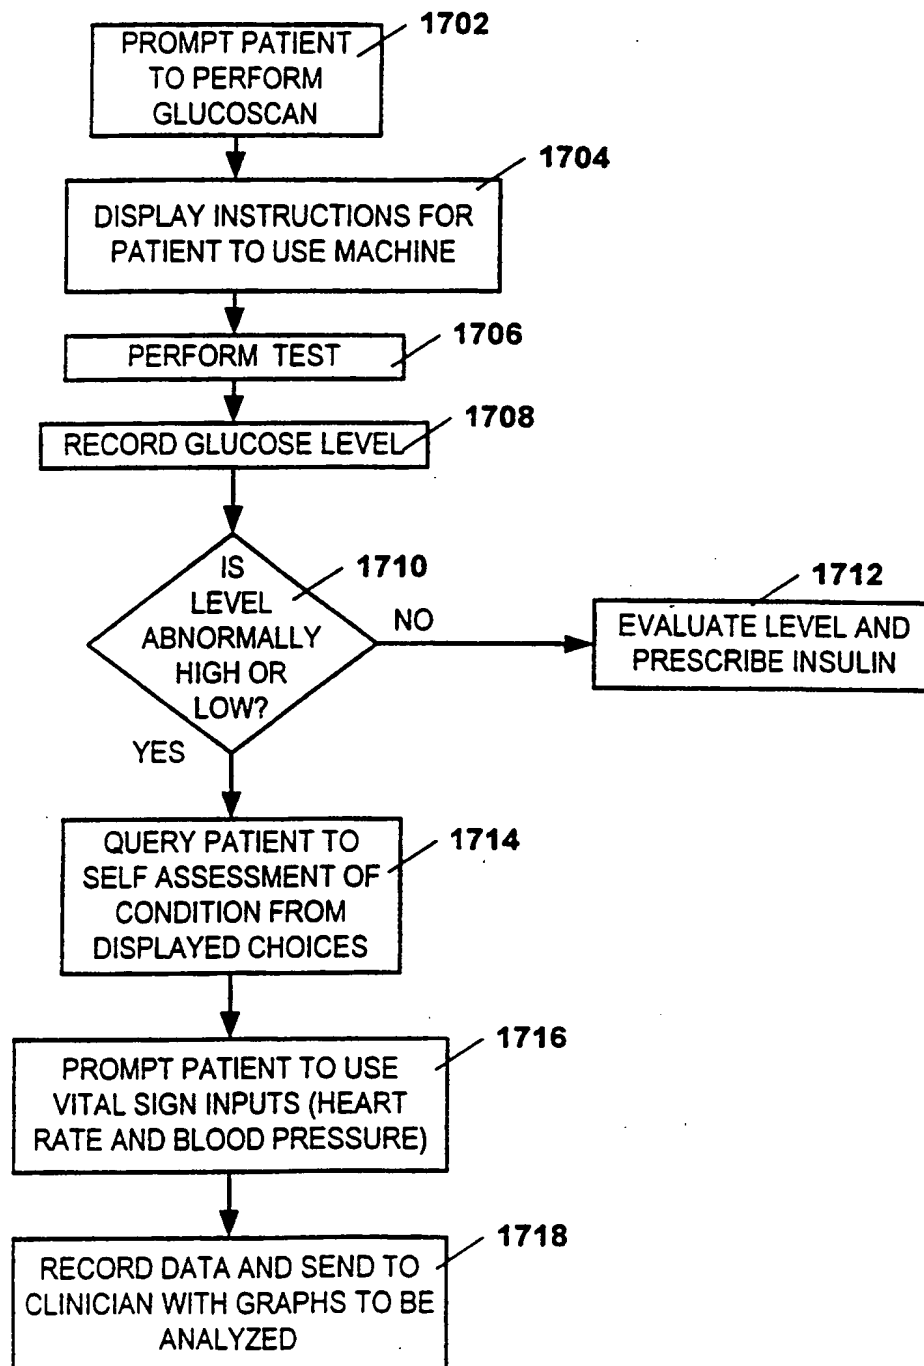 1702
PROMPT PATIENT
TO PERFORM
GLUCOSCAN
1704
DISPLAY INSTRUCTIONS FOR
PATIENT TO USE MACHINE
1706
PERFORM TEST
1708
RECORD GLUCOSE LEVEL
1710
IS
LEVEL
ABNORMALLY
HIGH OR
LOW?
NO
1712
EVALUATE LEVEL AND
PRESCRIBE INSULIN
YES
1714
QUERY PATIENT TO
SELF ASSESSMENT OF
CONDITION FROM
DISPLAYED CHOICES
1716
PROMPT PATIENT TO USE
VITAL SIGN INPUTS (HEART
RATE AND BLOOD PRESSURE)
1718
RECORD DATA AND SEND TO
CLINICIAN WITH GRAPHS TO BE
ANALYZED